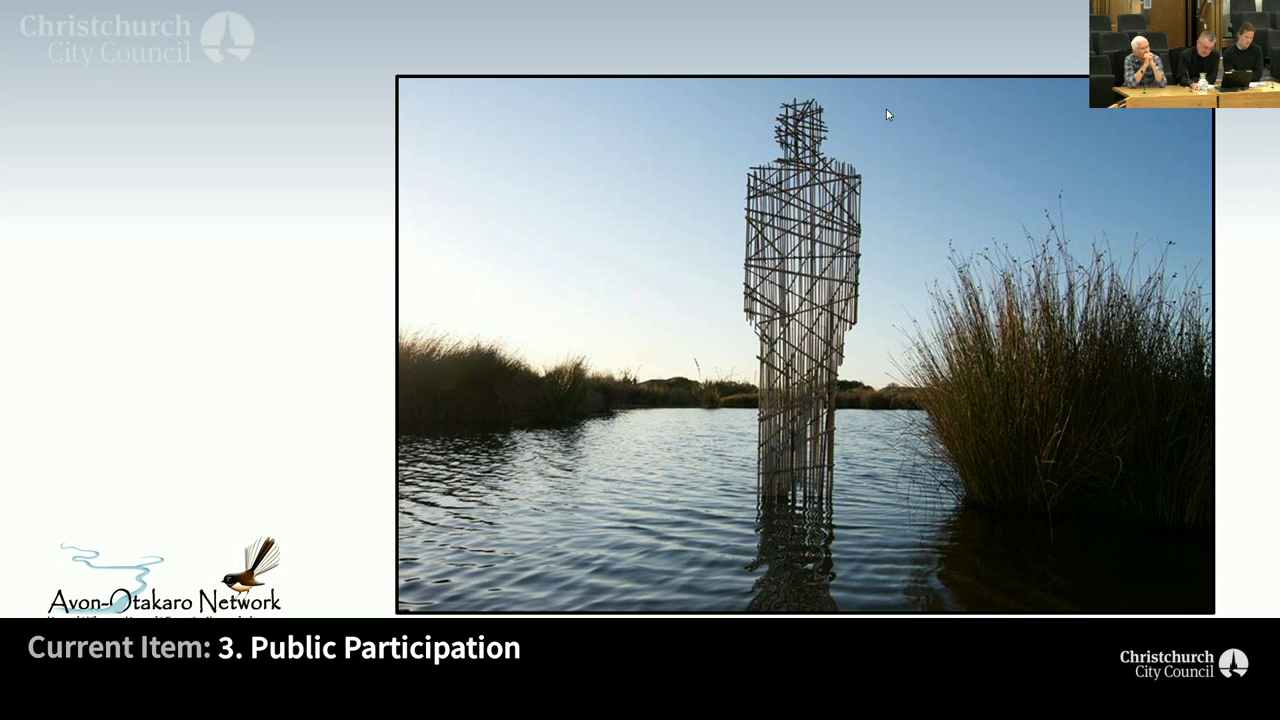 Christchurch
City Council
Avon-Otakaro Network
Current Item: 3. Public Participation
Christchurch
City Council